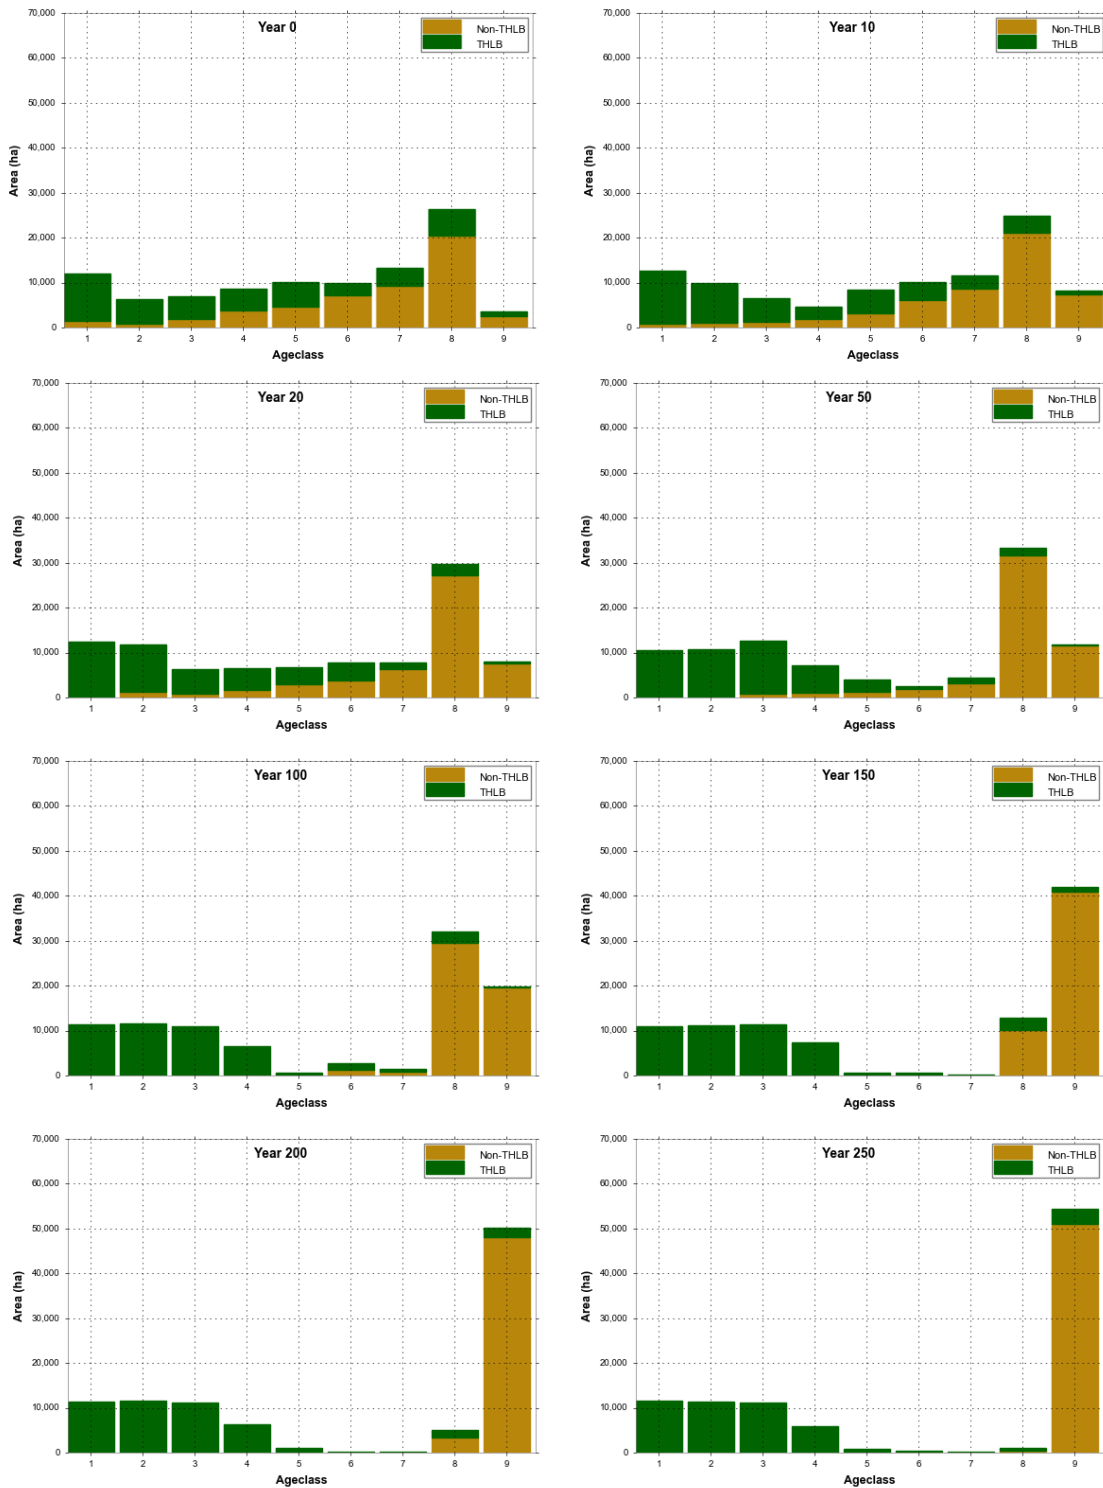 Year 0
Non-THLB
THLB
70,000
60,000
50,000
40,000
30,000
20,000
10,000
0
Area (ha)
1 2 3 4 5 6 7 8 9
Ageclass
Year 10
Non-THLB
THLB
70,000
60,000
50,000
40,000
30,000
20,000
10,000
0
Area (ha)
1 2 3 4 5 6 7 8 9
Ageclass
Year 20
Non-THLB
THLB
70,000
60,000
50,000
40,000
30,000
20,000
10,000
0
Area (ha)
1 2 3 4 5 6 7 8 9
Ageclass
Year 50
Non-THLB
THLB
70,000
60,000
50,000
40,000
30,000
20,000
10,000
0
Area (ha)
1 2 3 4 5 6 7 8 9
Ageclass
Year 100
Non-THLB
THLB
70,000
60,000
50,000
40,000
30,000
20,000
10,000
0
Area (ha)
1 2 3 4 5 6 7 8 9
Ageclass
Year 150
Non-THLB
THLB
70,000
60,000
50,000
40,000
30,000
20,000
10,000
0
Area (ha)
1 2 3 4 5 6 7 8 9
Ageclass
Year 200
Non-THLB
THLB
70,000
60,000
50,000
40,000
30,000
20,000
10,000
0
Area (ha)
1 2 3 4 5 6 7 8 9
Ageclass
Year 250
Non-THLB
THLB
70,000
60,000
50,000
40,000
30,000
20,000
10,000
0
Area (ha)
1 2 3 4 5 6 7 8 9
Ageclass